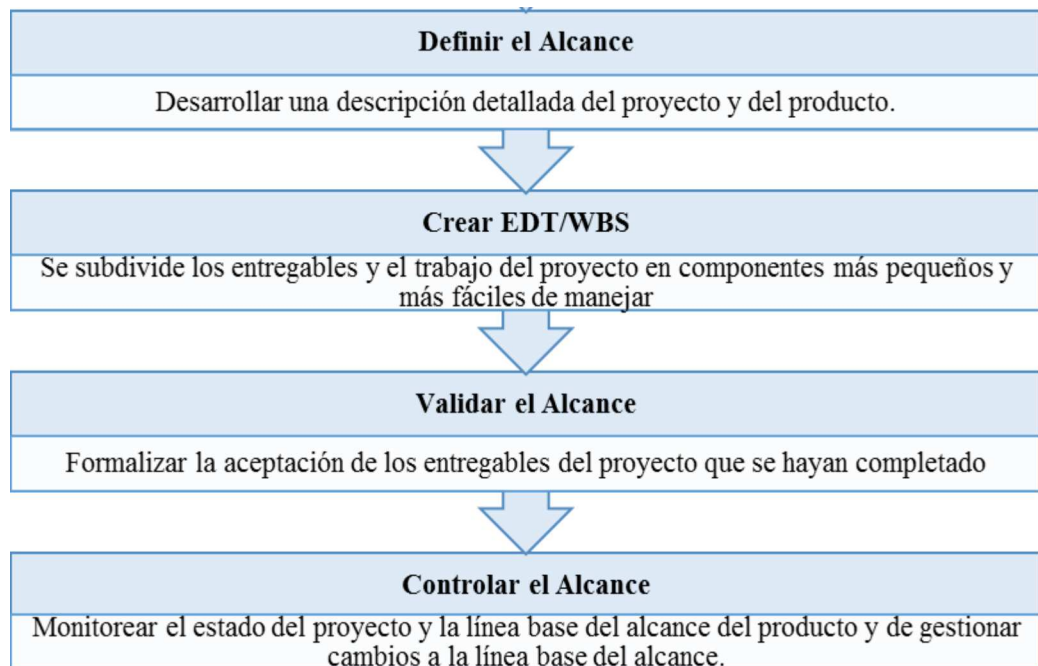 Definir el Alcance
Desarrollar una descripción detallada del proyecto y del producto.
Crear EDT/WBS
Se subdivide los entregables y el trabajo del proyecto en componentes más pequeños y
más fáciles de manejar
Validar el Alcance
Formalizar la aceptación de los entregables del proyecto que se hayan completado
Controlar el Alcance
Monitorear el estado del proyecto y la línea base del alcance del producto y de gestionar
cambios a la línea base del alcance.